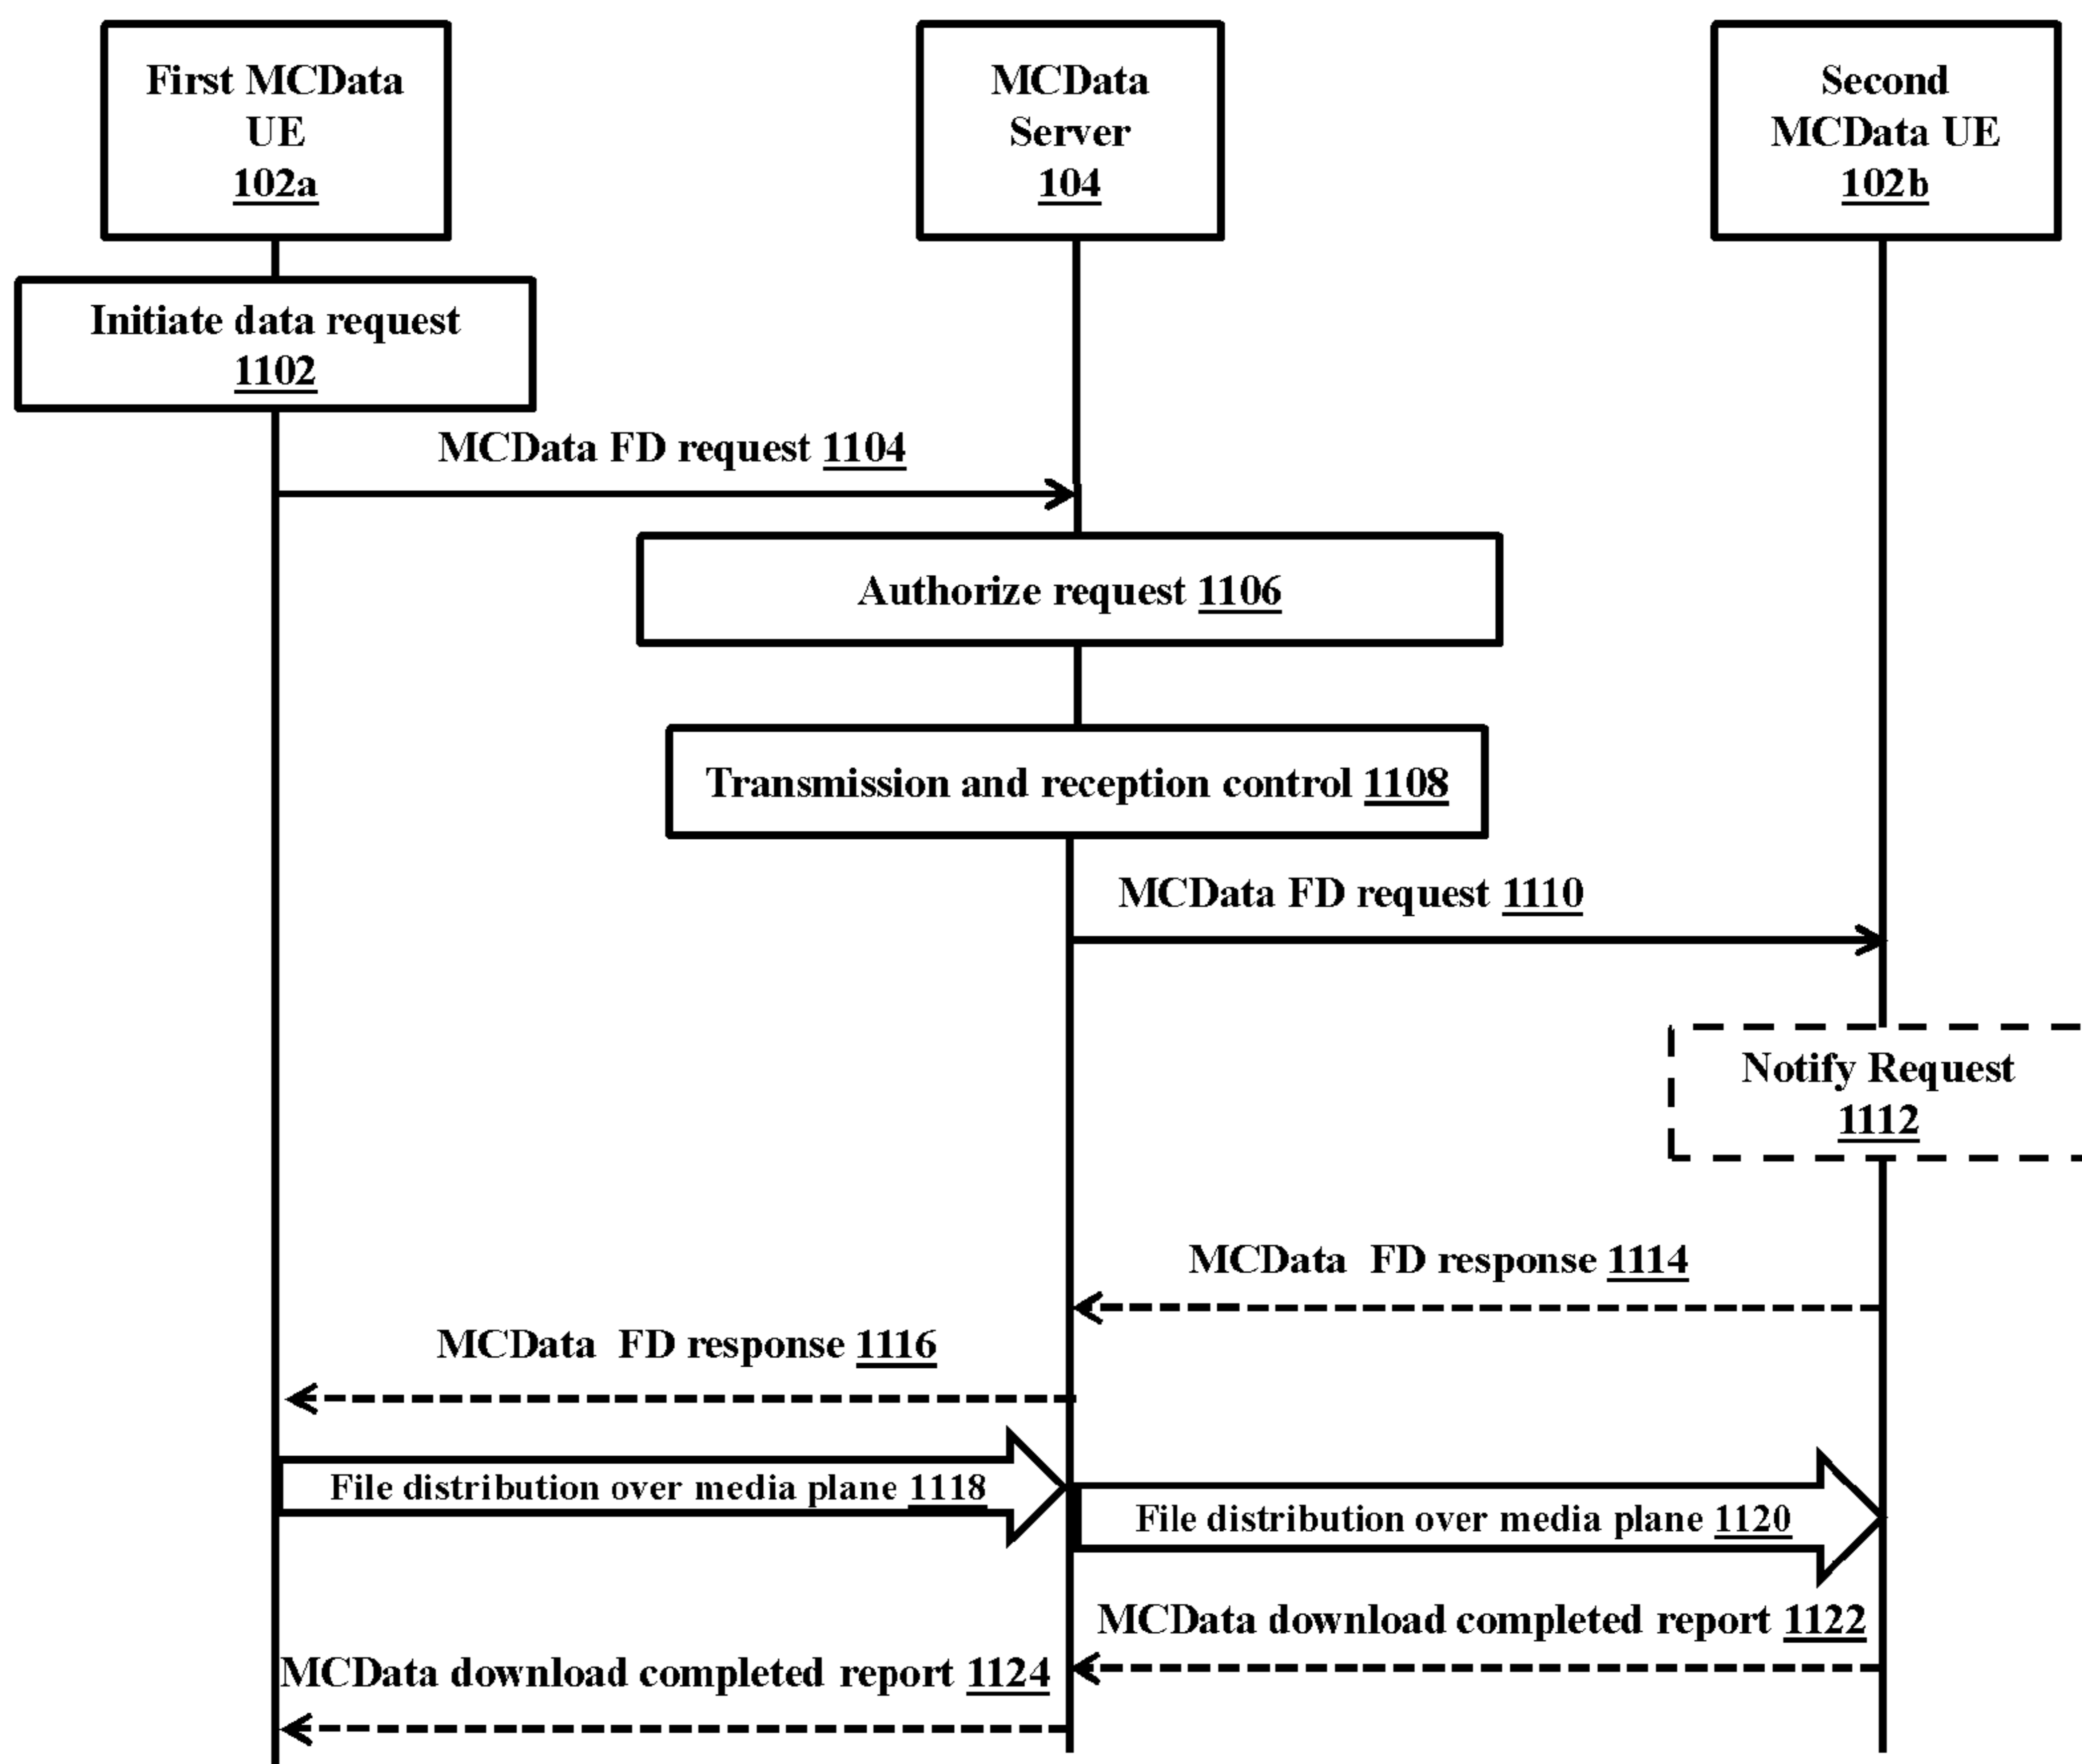 First MCData
UE
102a
MCData
Server
104
Second
MCData UE
102b
Initiate data request
1102
MCData FD request 1104
Authorize request 1106
Transmission and reception control 1108
MCData FD request 1110
Notify Request
1112
MCData FD response 1114
MCData FD response 1116
File distribution over media plane 1118
File distribution over media plane 1120
MCData download completed report 1122
MCData download completed report 1124